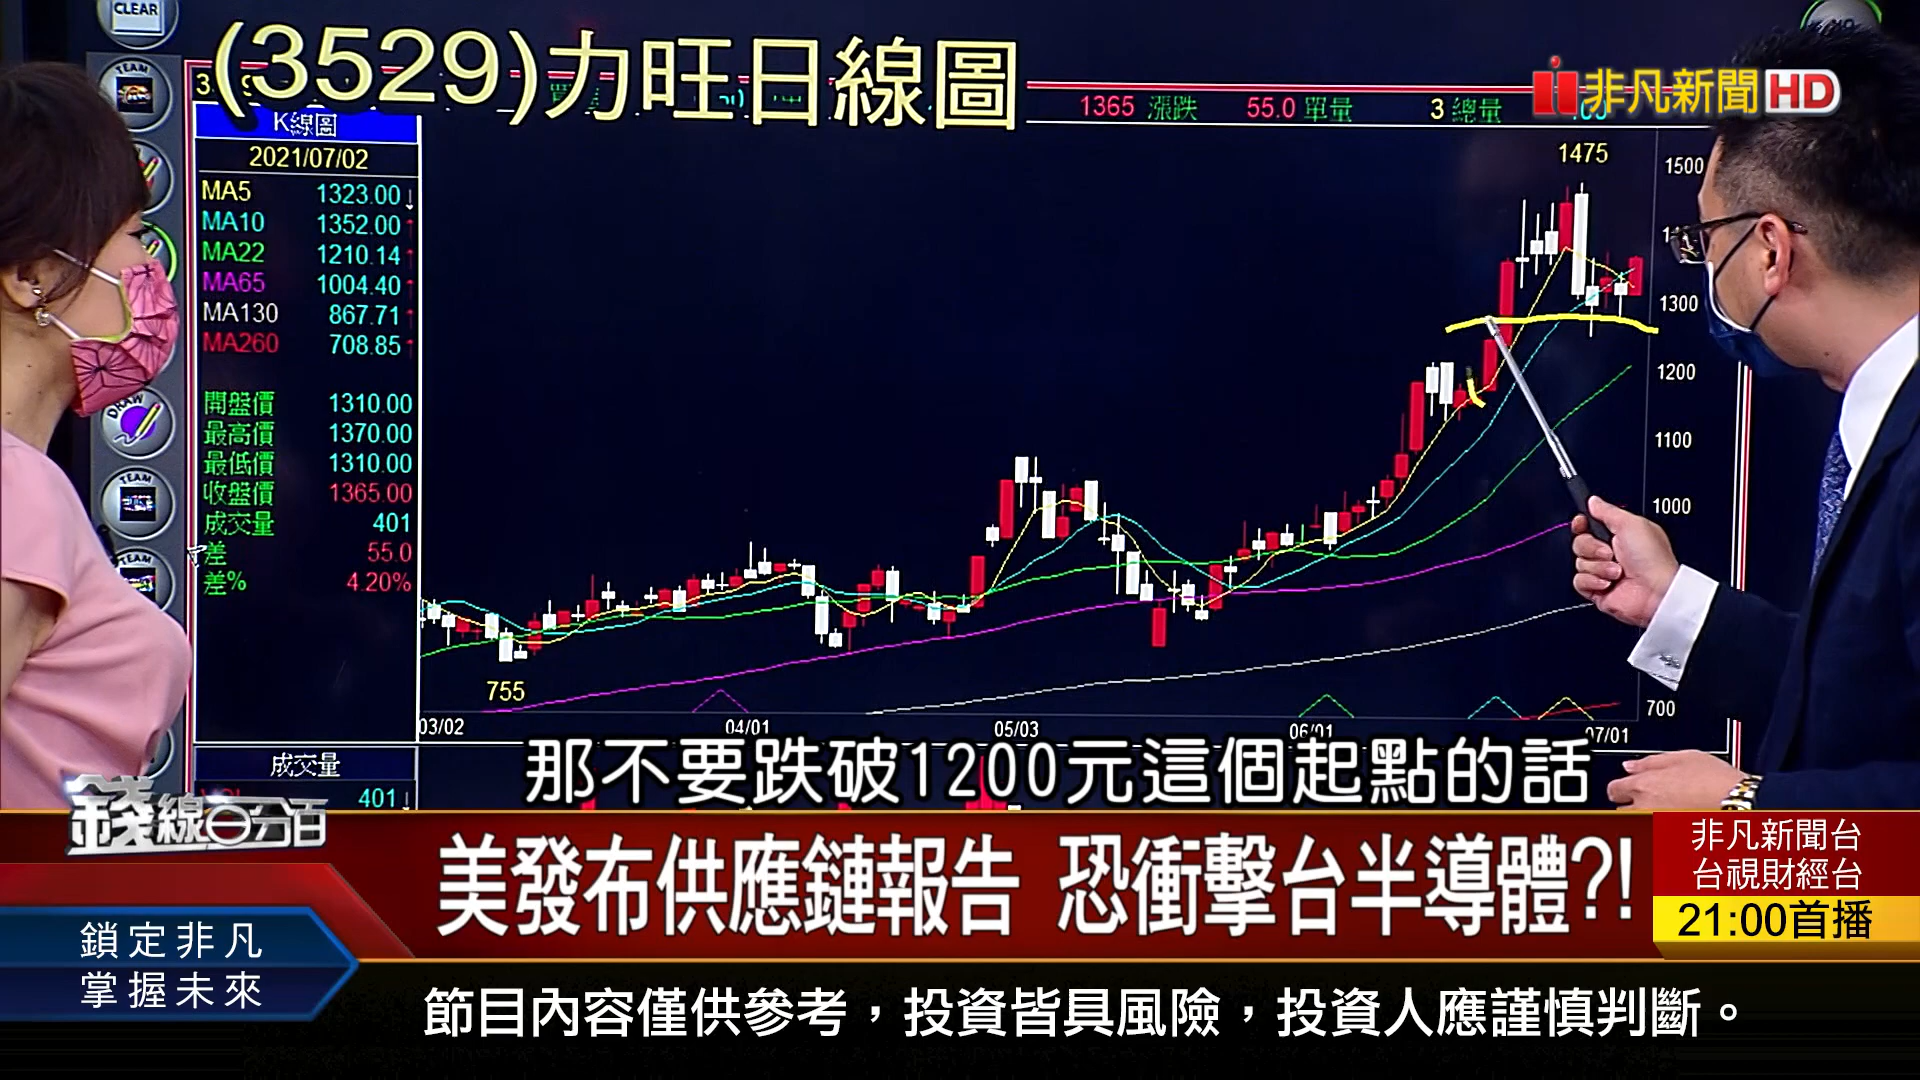 CLEAR
TEAM
(3529)力旺日線圖
1365 漲跌 55.0 單量 3 總量
非凡新聞HD
K線圖
2021/07/02
MA5 1323.00↓
MA10 1352.00↑
MA22 1210.14↑
MA65 1004.40↑
MA130 867.71↑
MA260 708.85↑
開盤價 1310.00
最高價 1370.00
最低價 1310.00
收盤價 1365.00
成交量 401
差 55.0
差% 4.20%
DRAW
TEAM
TEAM
1475
1500
1300
1200
1100
1000
700
755
03/02 04/01 05/03 06/01 07/01
成交量
401↓
那不要跌破1200元這個起點的話
錢線百分百
美發布供應鏈報告 恐衝擊台半導體?!
非凡新聞台
台視財經台
21:00首播
鎖定非凡
掌握未來
節目內容僅供參考，投資皆具風險，投資人應謹慎判斷。